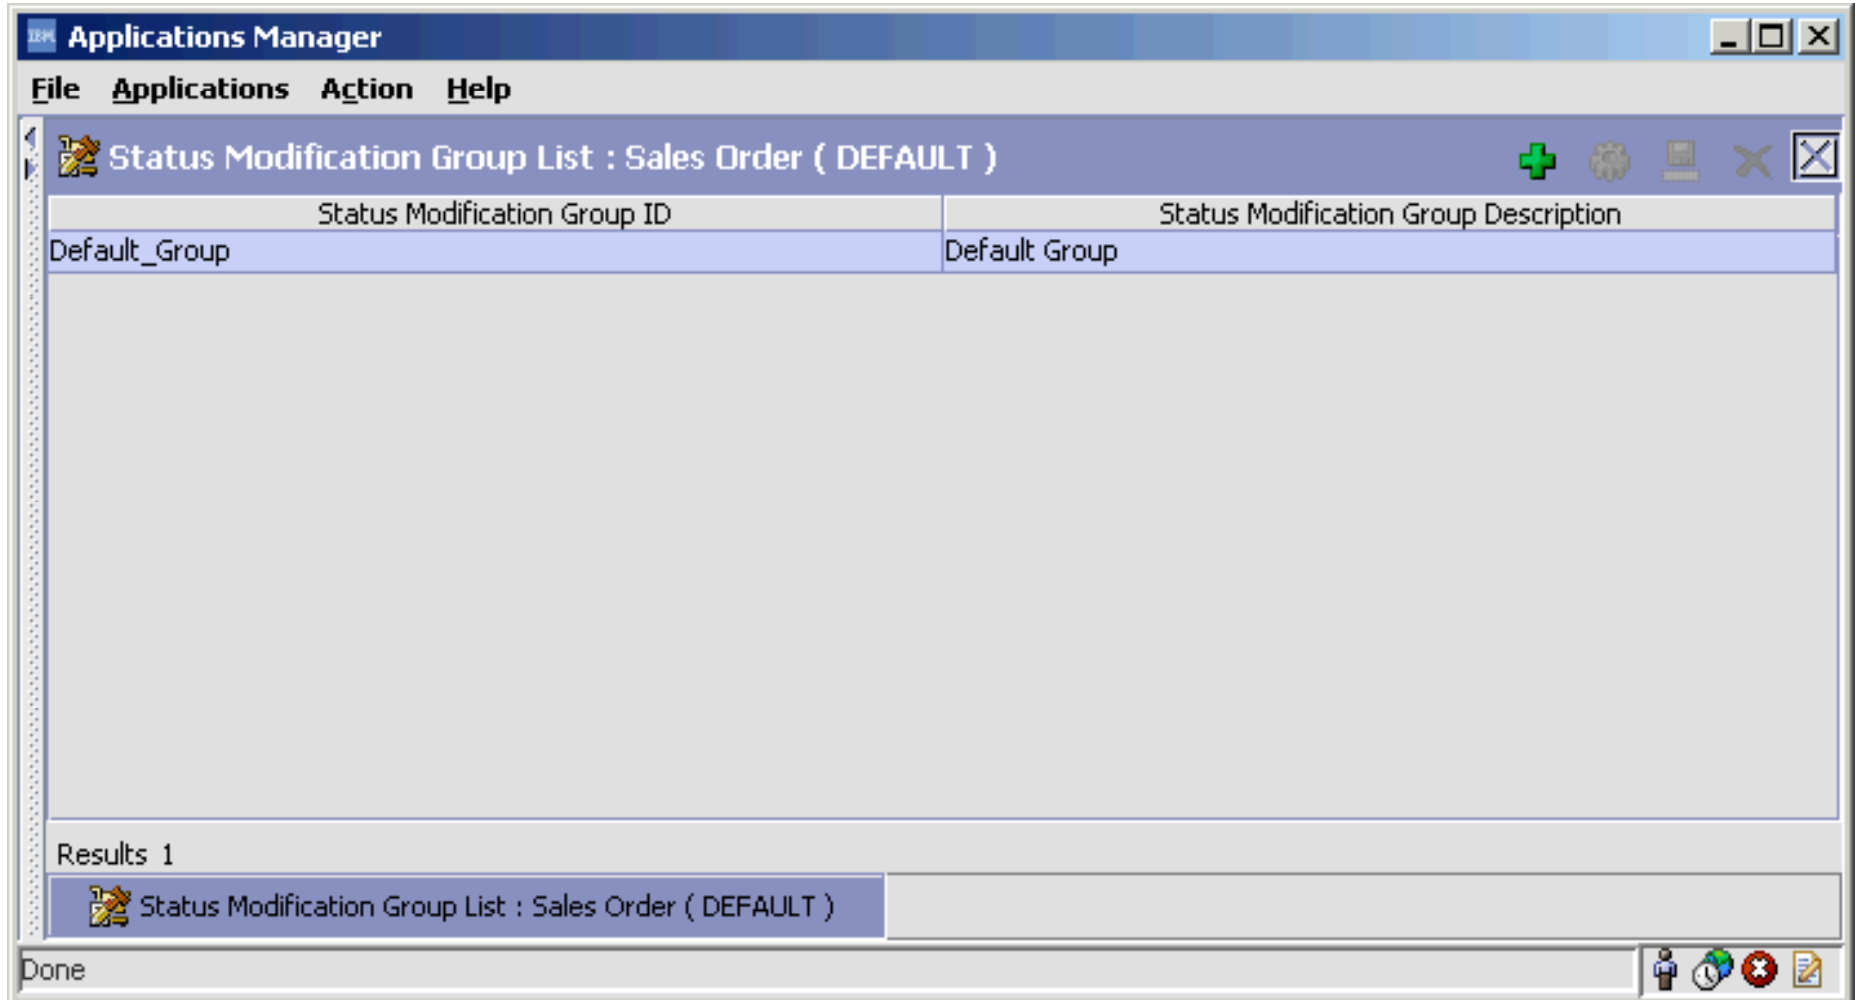 IBM Applications Manager
File Applications Action Help
Status Modification Group List : Sales Order ( DEFAULT )
Status Modification Group ID Status Modification Group Description
Default_Group Default Group
Results 1
Status Modification Group List : Sales Order ( DEFAULT )
Done